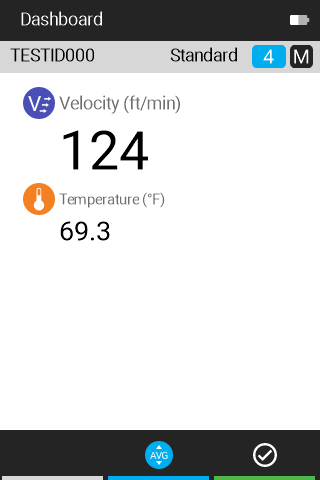 Dashboard
TESTID000 Standard 4 M
V Velocity (ft/min)
124
Temperature (°F)
69.3
AVG